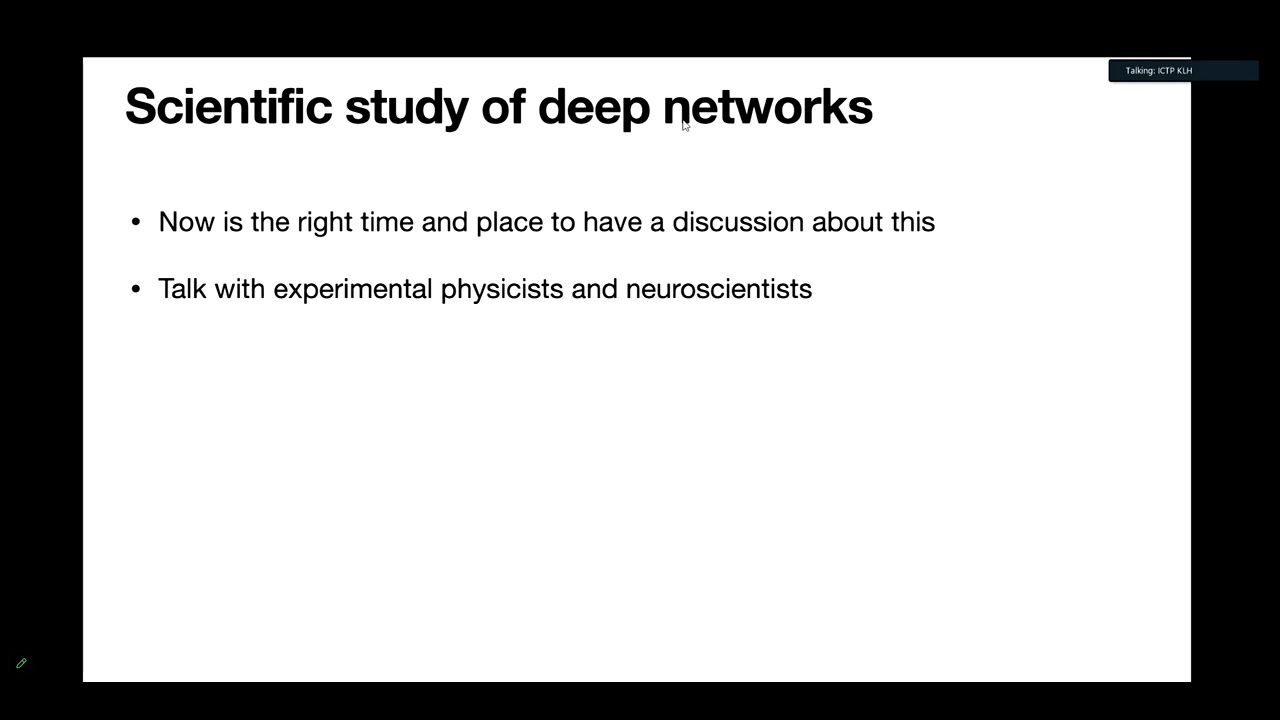 Talking: ICTP KLH
Scientific study of deep networks
• Now is the right time and place to have a discussion about this
• Talk with experimental physicists and neuroscientists